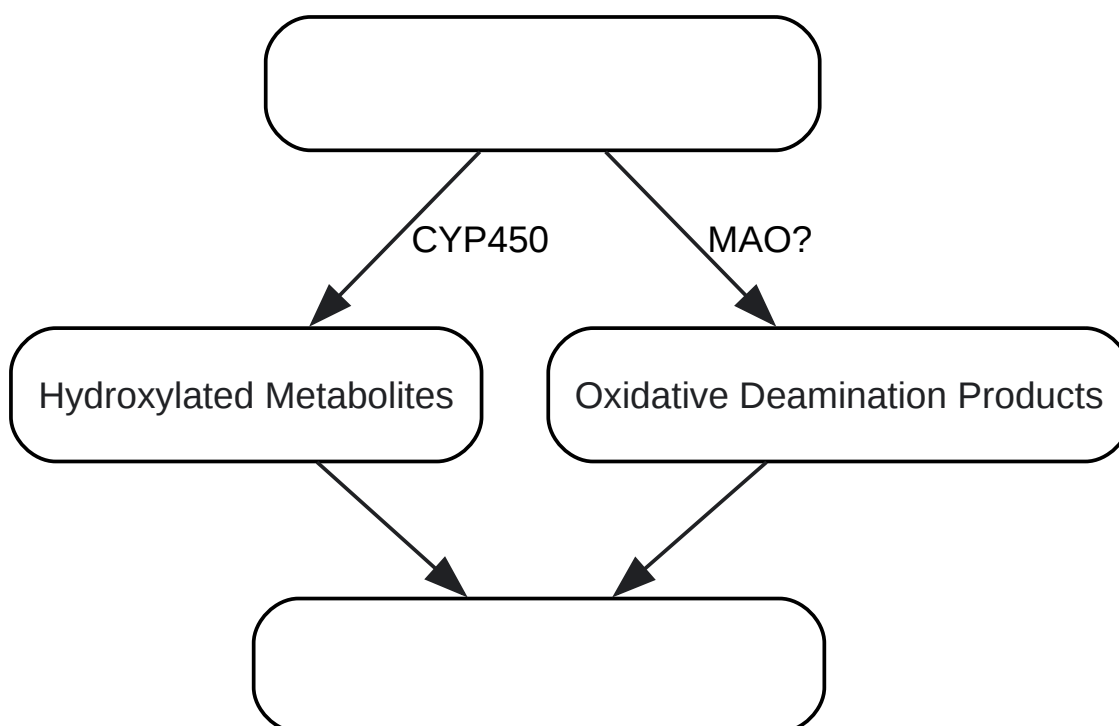 CYP450
MAO?
Hydroxylated Metabolites
Oxidative Deamination Products